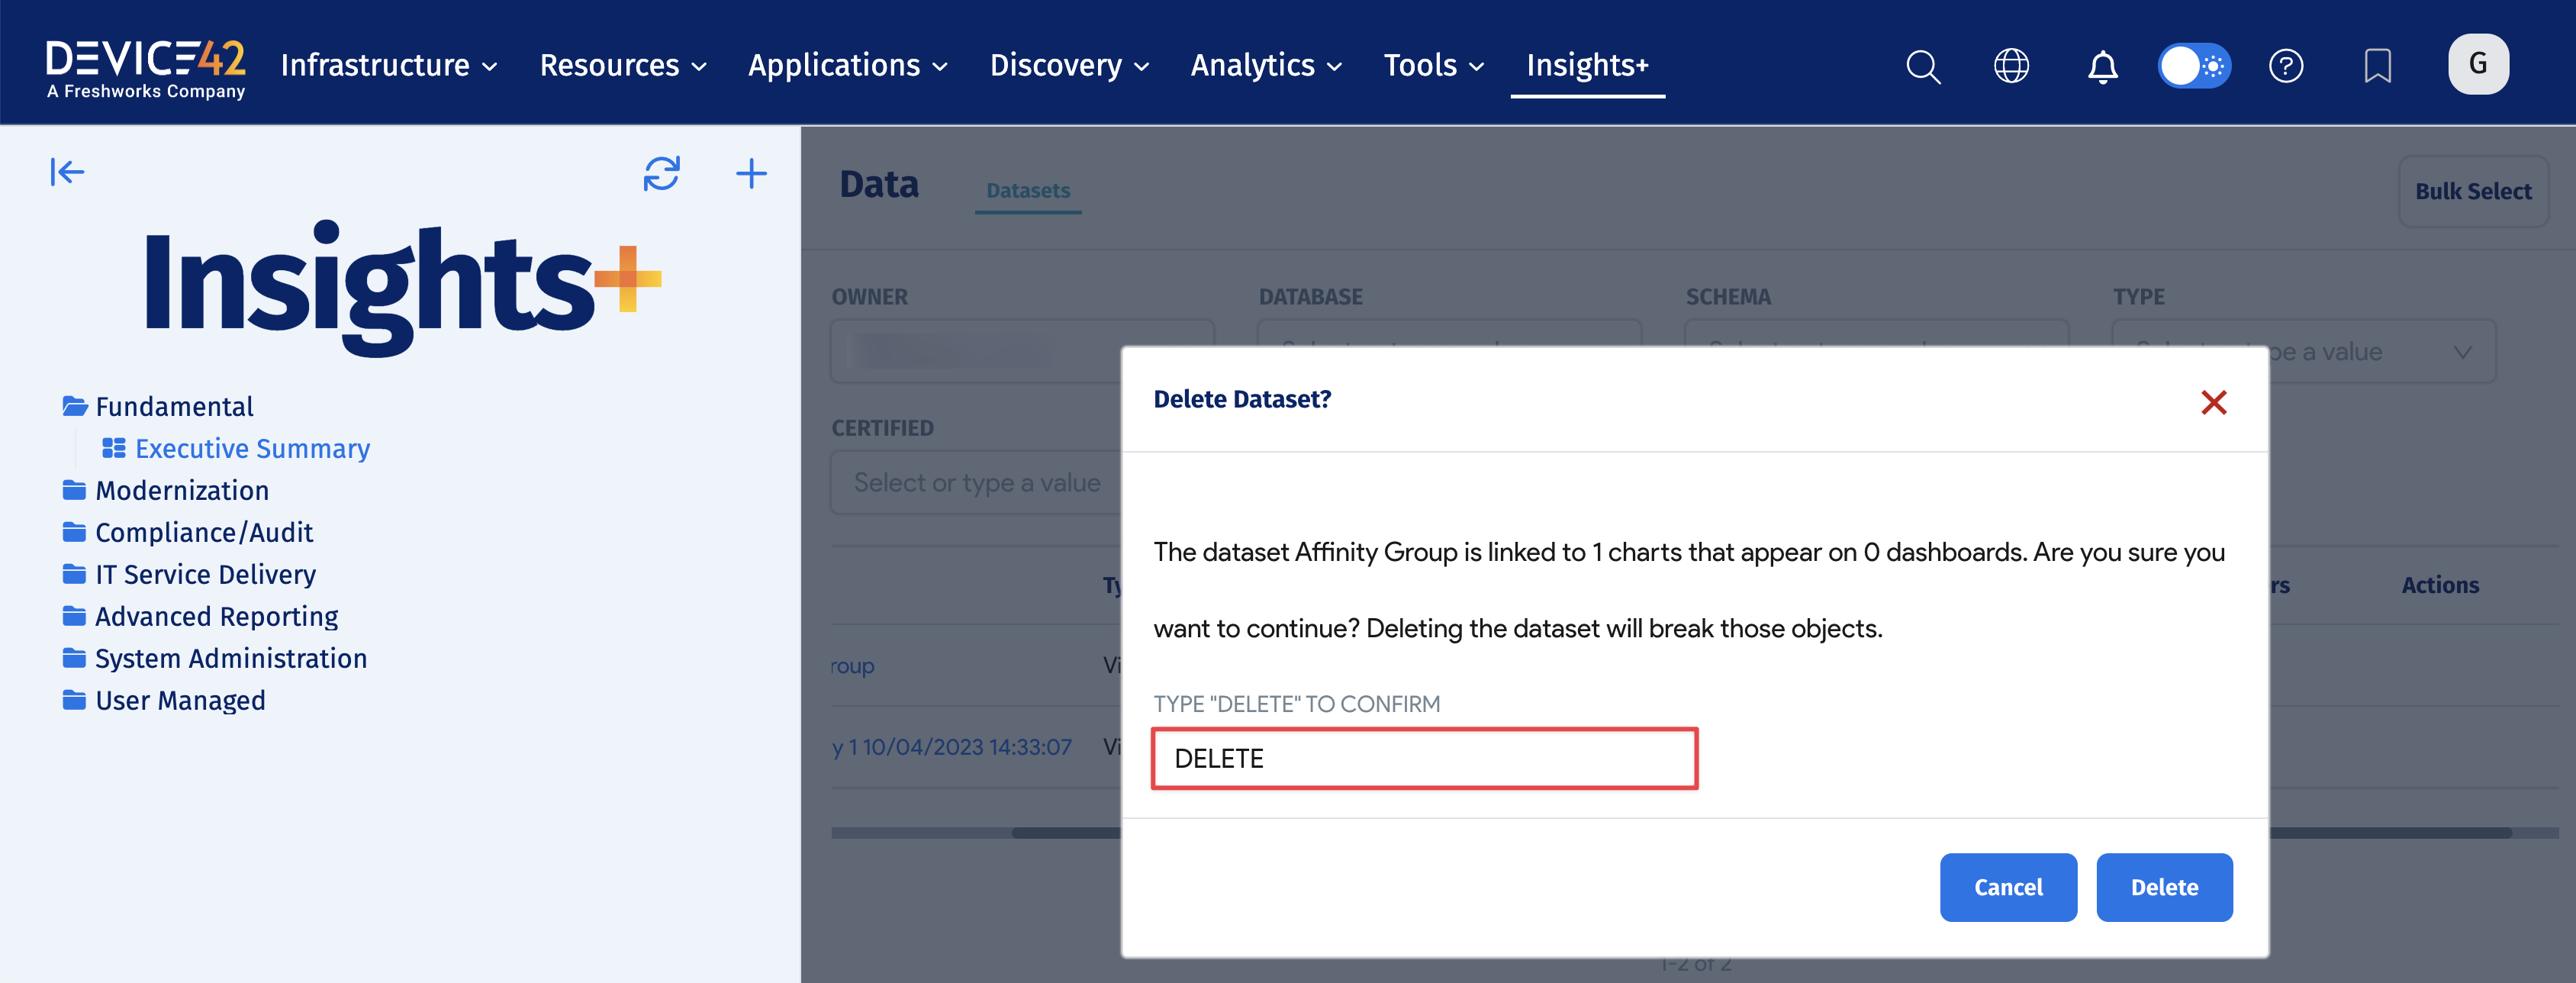 DEVICE42
A Freshworks Company
Infrastructure Resources Applications Discovery Analytics Tools Insights+
G
Insights+
Fundamental
Executive Summary
Modernization
Compliance/Audit
IT Service Delivery
Advanced Reporting
System Administration
User Managed
Data Datasets Bulk Select
OWNER DATABASE SCHEMA TYPE
be a value
CERTIFIED
Select or type a value
Ty rs Actions
roup Vi
y 1 10/04/2023 14:33:07 Vi
1-2 of 2
Delete Dataset?
The dataset Affinity Group is linked to 1 charts that appear on 0 dashboards. Are you sure you
want to continue? Deleting the dataset will break those objects.
TYPE "DELETE" TO CONFIRM
DELETE
Cancel Delete